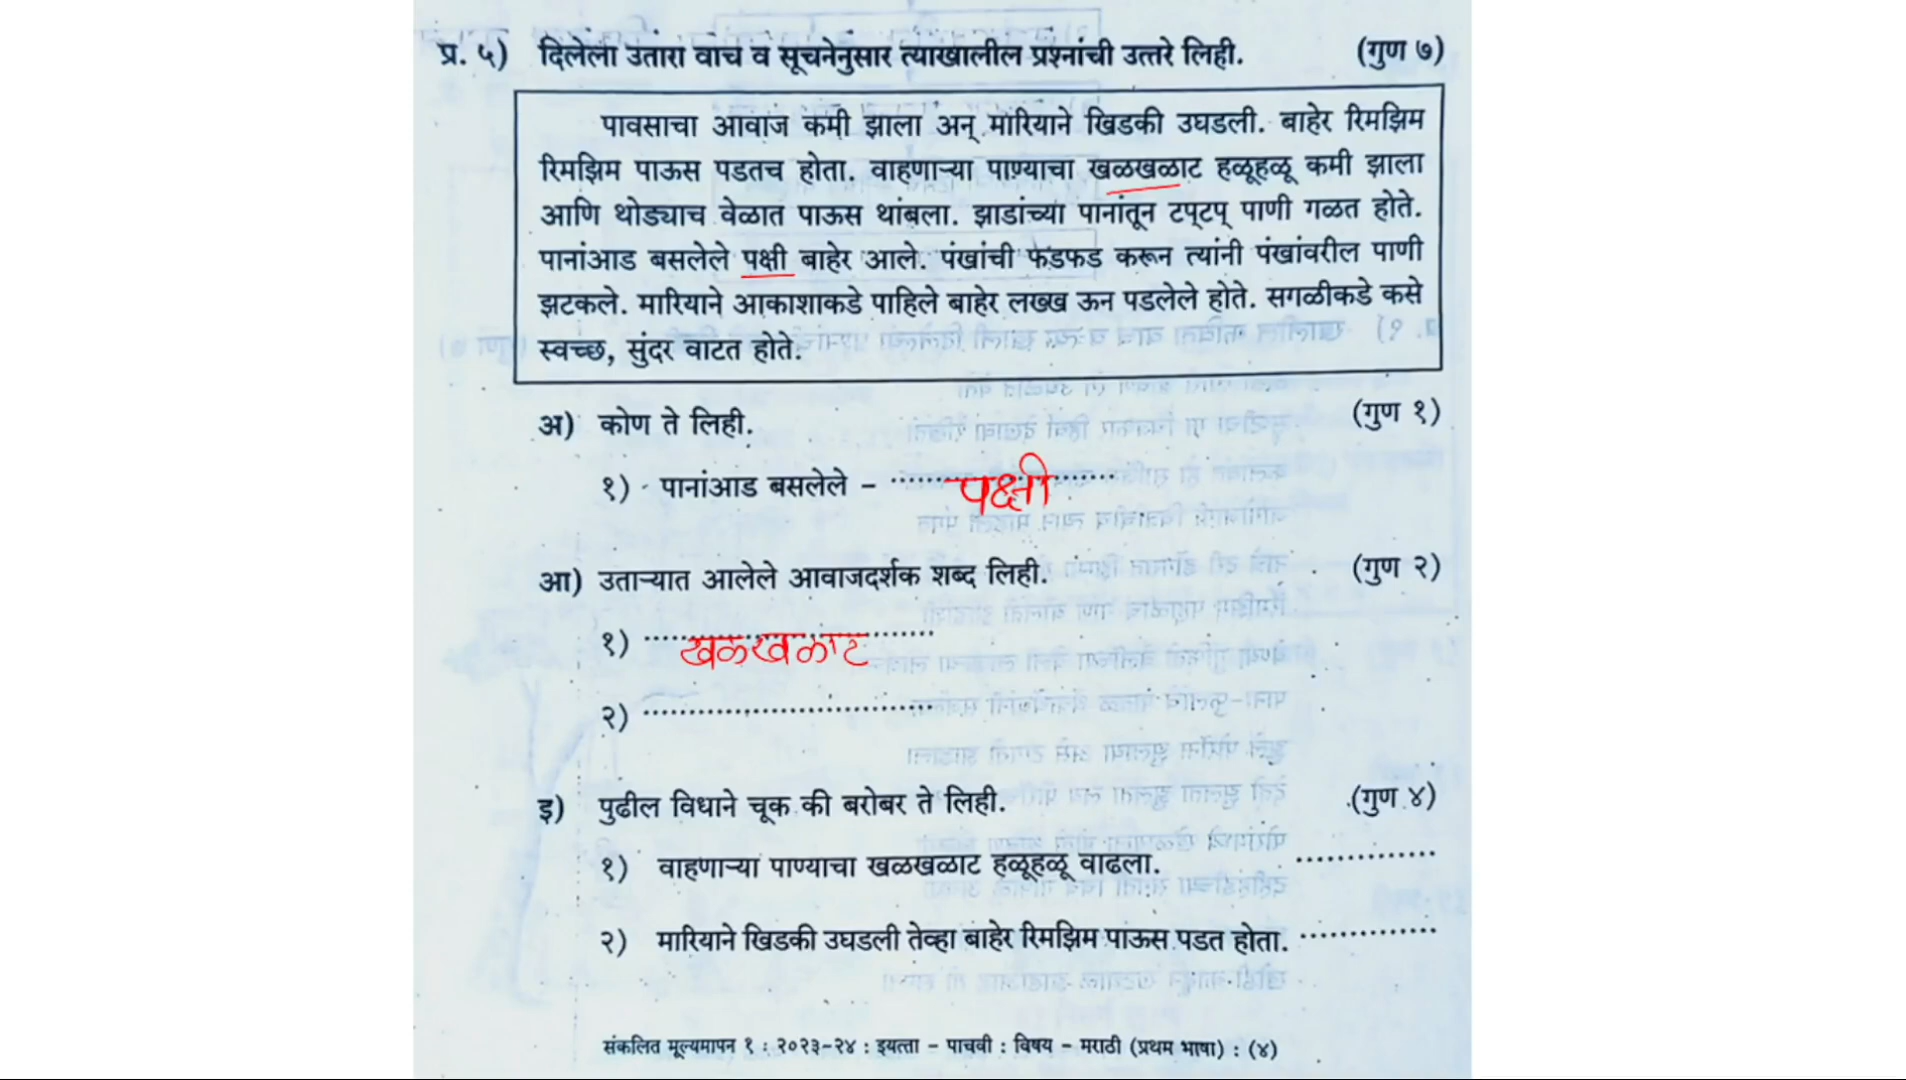 प्र. ५) दिलेला उतारा वाच व सूचनेनुसार त्याखालील प्रश्नांची उत्तरे लिही. (गुण ७)
पावसाचा आवाज कमी झाला अन् मारियाने खिडकी उघडली. बाहेर रिमझिम
रिमझिम पाऊस पडतच होता. वाहणाऱ्या पाण्याचा खळखळाट हळूहळू कमी झाला
आणि थोड्याच वेळात पाऊस थांबला. झाडांच्या पानांतून टप्‌टप् पाणी गळत होते.
पानांआड बसलेले पक्षी बाहेर आले. पंखांची फडफड करून त्यांनी पंखांवरील पाणी
झटकले. मारियाने आकाशाकडे पाहिले बाहेर लख्ख ऊन पडलेले होते. सगळीकडे कसे
स्वच्छ, सुंदर वाटत होते.
अ) कोण ते लिही. (गुण १)
१) पानांआड बसलेले - पक्षी
आ) उताऱ्यात आलेले आवाजदर्शक शब्द लिही. (गुण २)
१) खळखळाट
२)
इ) पुढील विधाने चूक की बरोबर ते लिही. (गुण ४)
१) वाहणाऱ्या पाण्याचा खळखळाट हळूहळू वाढला.
२) मारियाने खिडकी उघडली तेव्हा बाहेर रिमझिम पाऊस पडत होता.
संकलित मूल्यमापन १ : २०२३-२४ : इयत्ता - पाचवी : विषय - मराठी (प्रथम भाषा) : (४)